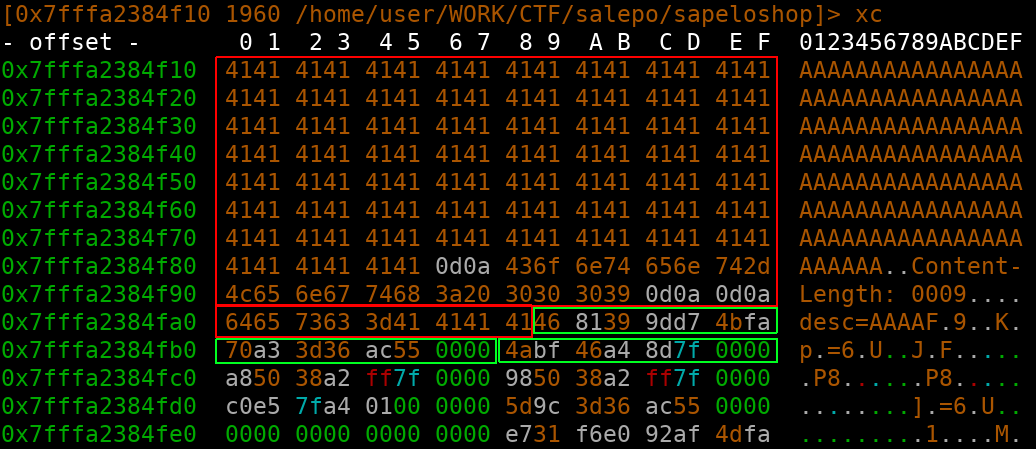 [0x7fffa2384f10 1960 /home/user/WORK/CTF/salepo/sapeloshop]> xc
- offset -   0 1  2 3  4 5  6 7  8 9  A B  C D  E F  0123456789ABCDEF
0x7fffa2384f10  4141 4141 4141 4141 4141 4141 4141 4141  AAAAAAAAAAAAAAAA
0x7fffa2384f20  4141 4141 4141 4141 4141 4141 4141 4141  AAAAAAAAAAAAAAAA
0x7fffa2384f30  4141 4141 4141 4141 4141 4141 4141 4141  AAAAAAAAAAAAAAAA
0x7fffa2384f40  4141 4141 4141 4141 4141 4141 4141 4141  AAAAAAAAAAAAAAAA
0x7fffa2384f50  4141 4141 4141 4141 4141 4141 4141 4141  AAAAAAAAAAAAAAAA
0x7fffa2384f60  4141 4141 4141 4141 4141 4141 4141 4141  AAAAAAAAAAAAAAAA
0x7fffa2384f70  4141 4141 4141 4141 4141 4141 4141 4141  AAAAAAAAAAAAAAAA
0x7fffa2384f80  4141 4141 4141 0d0a 436f 6e74 656e 742d  AAAAAA..Content-
0x7fffa2384f90  4c65 6e67 7468 3a20 3030 3039 0d0a 0d0a  Length: 0009....
0x7fffa2384fa0  6465 7363 3d41 4141 4146 8139 9dd7 4bfa  desc=AAAAF.9..K.
0x7fffa2384fb0  70a3 3d36 ac55 0000 4abf 46a4 8d7f 0000  p.=6.U..J.F.....
0x7fffa2384fc0  a850 38a2 ff7f 0000 9850 38a2 ff7f 0000  .P8......P8.....
0x7fffa2384fd0  c0e5 7fa4 0100 0000 5d9c 3d36 ac55 0000  ........].=6.U..
0x7fffa2384fe0  0000 0000 0000 0000 e731 f6e0 92af 4dfa  .........1....M.